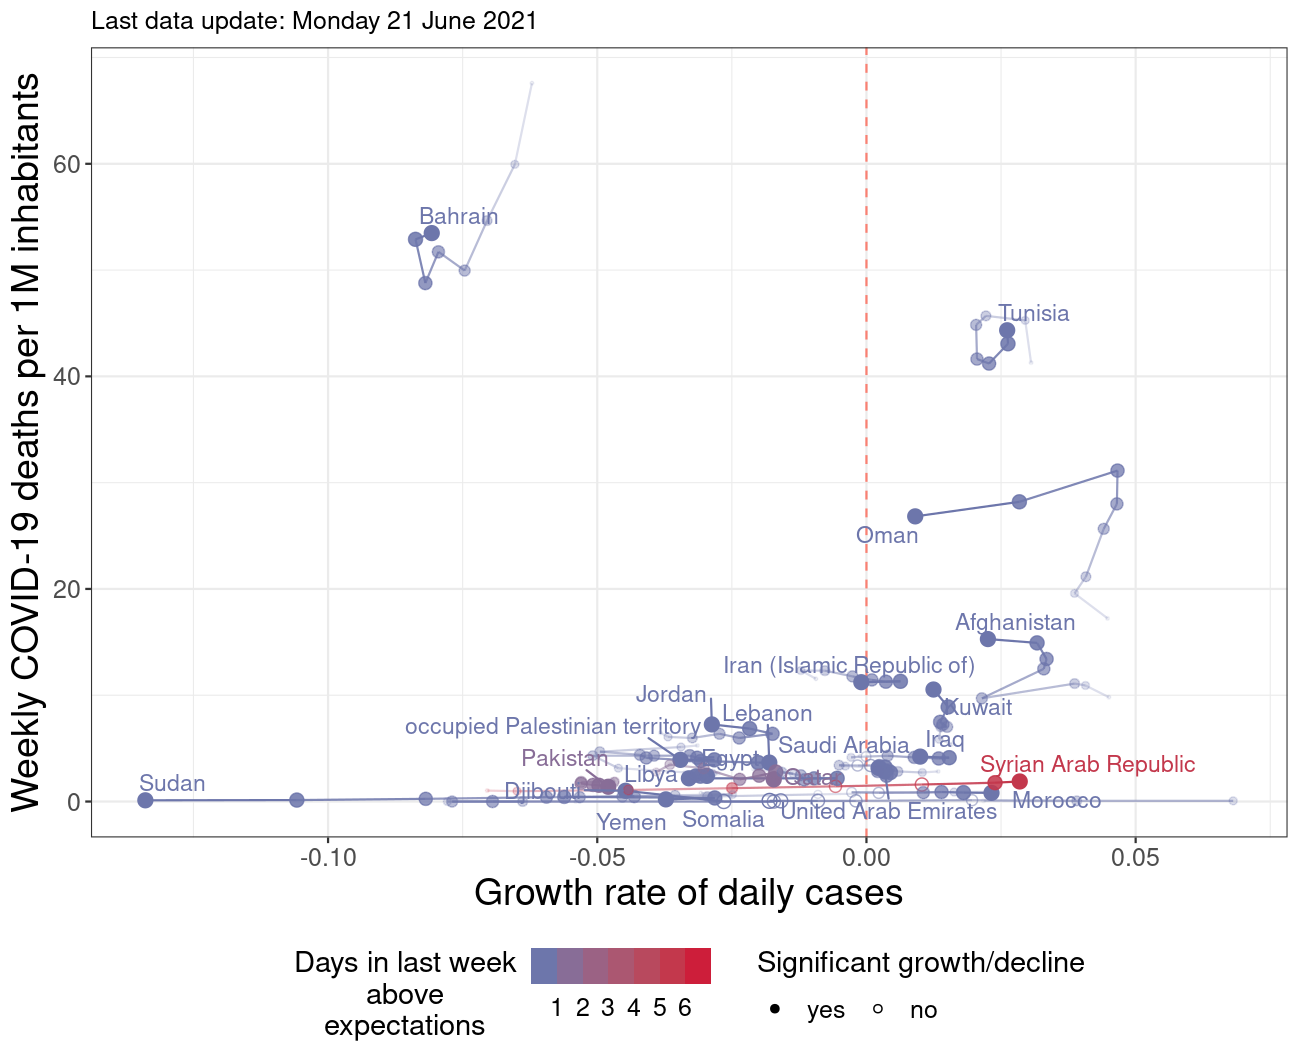 Last data update: Monday 21 June 2021
Weekly COVID-19 deaths per 1M inhabitants
60
40
20
0
Bahrain
Tunisia
Oman
Afghanistan
Iran (Islamic Republic of)
Jordan
Lebanon
Kuwait
occupied Palestinian territory
Saudi Arabia
Iraq
Pakistan
Egypt
Syrian Arab Republic
Sudan
Libya
Qatar
Djibouti
Morocco
Yemen
Somalia
United Arab Emirates
-0.10
-0.05
0.00
0.05
Growth rate of daily cases
Days in last week
above
expectations
1 2 3 4 5 6
Significant growth/decline
yes
no